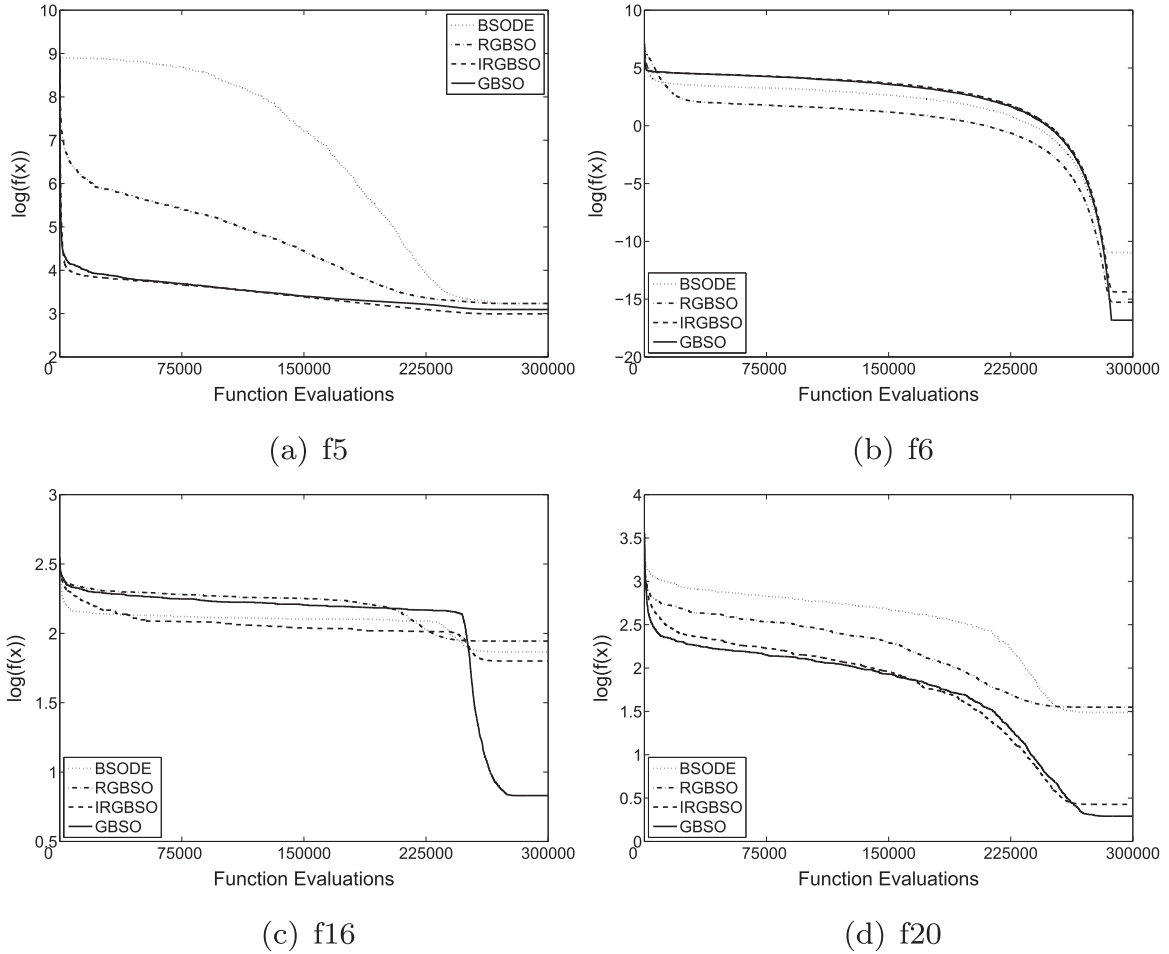 10
9
8
7
6
5
4
3
2
log(f(x))
0 75000 150000 225000 300000
Function Evaluations
BSODE
RGBSO
IRGBSO
GBSO
(a) f5
10
5
0
−5
−10
−15
−20
log(f(x))
0 75000 150000 225000 300000
Function Evaluations
BSODE
RGBSO
IRGBSO
GBSO
(b) f6
3
2.5
2
1.5
1
0.5
log(f(x))
0 75000 150000 225000 300000
Function Evaluations
BSODE
RGBSO
IRGBSO
GBSO
(c) f16
4
3.5
3
2.5
2
1.5
1
0.5
0
log(f(x))
0 75000 150000 225000 300000
Function Evaluations
BSODE
RGBSO
IRGBSO
GBSO
(d) f20